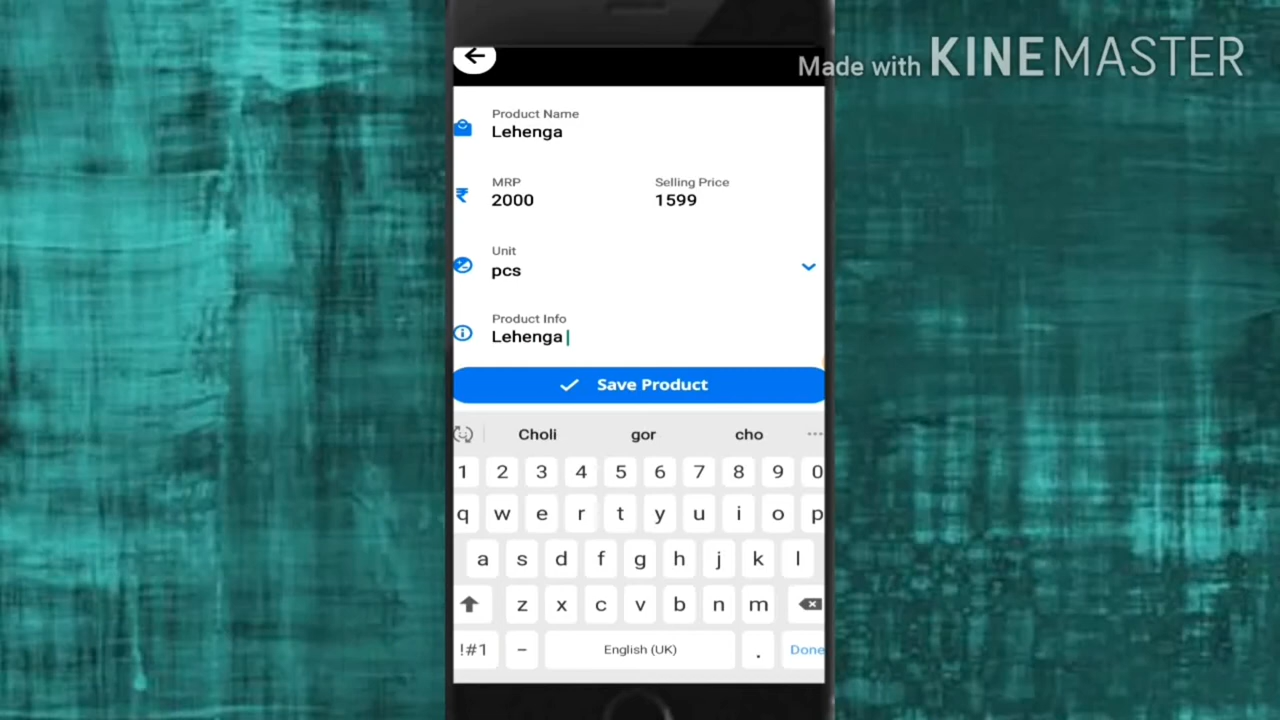 Made with KINEMASTER
Product Name
Lehenga
MRP Selling Price
₹ 2000 1599
Unit
pcs
Product Info
Lehenga
Save Product
Choli gor cho
1 2 3 4 5 6 7 8 9 0
q w e r t y u i o p
a s d f g h j k l
z x c v b n m
!#1 - English (UK) . Done